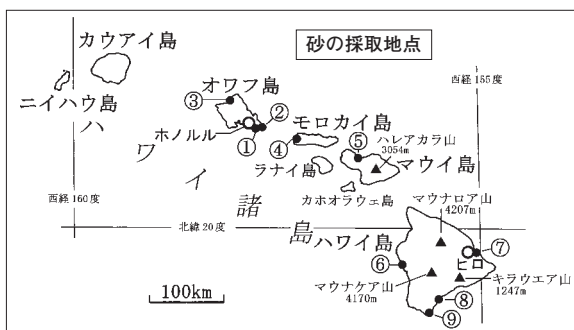 砂の採取地点
カウアイ島
ニイハウ島
オワフ島
③
②
①
ホノルル
モロカイ島
④
ハレアカラ山
3054m
⑤
マウイ島
ラナイ島
カホオラウェ島
西経155度
西経160度
北緯20度
ハワイ諸島
ハワイ島
マウナロア山
4207m
⑦
ヒロ
⑥
マウナケア山
4170m
キラウエア山
1247m
⑧
⑨
100km